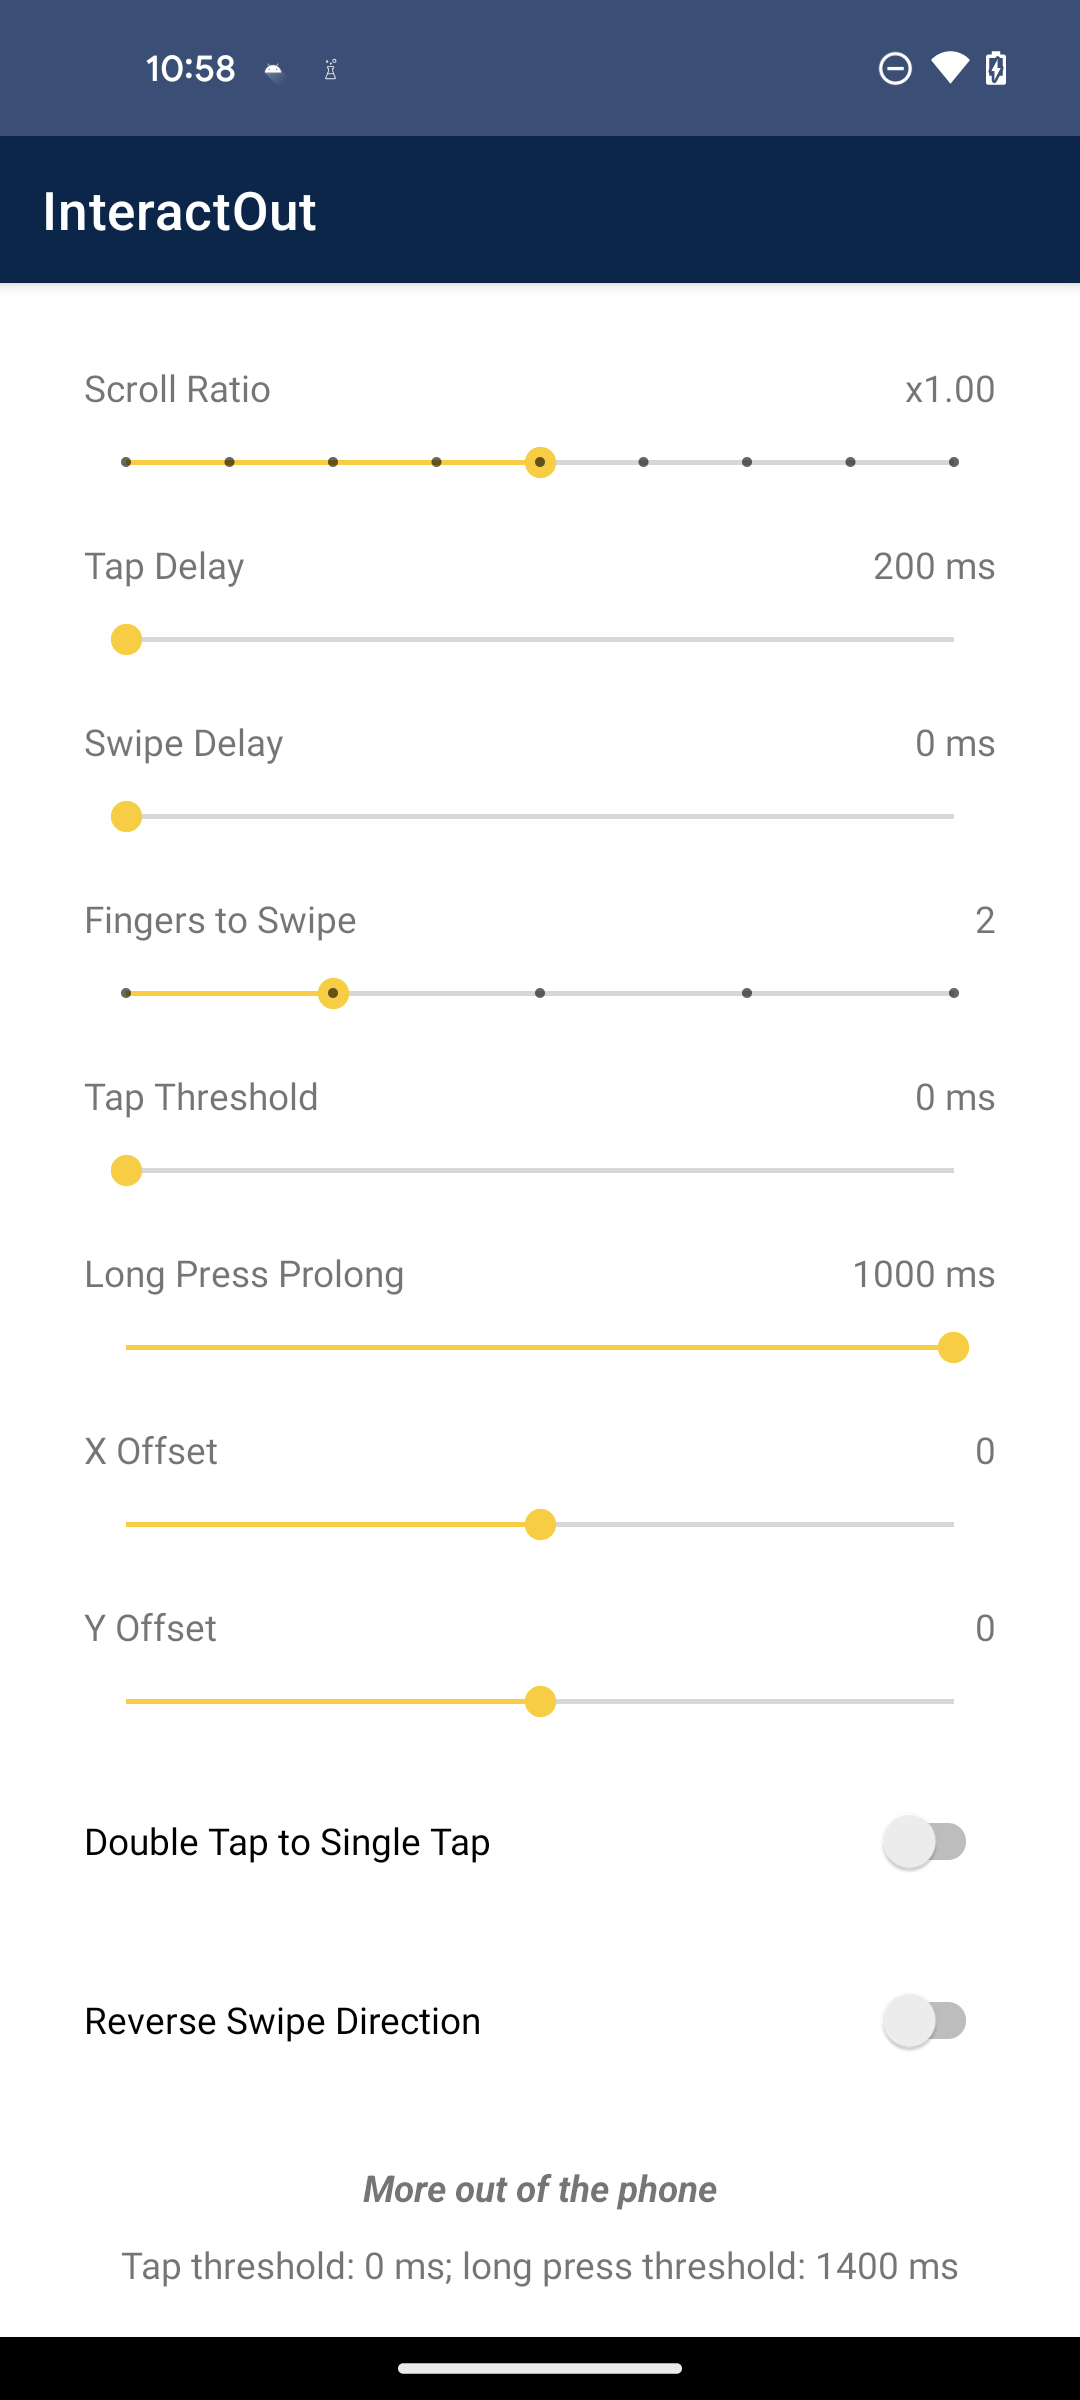 10:58
InteractOut
Scroll Ratio x1.00
Tap Delay 200 ms
Swipe Delay 0 ms
Fingers to Swipe 2
Tap Threshold 0 ms
Long Press Prolong 1000 ms
X Offset 0
Y Offset 0
Double Tap to Single Tap
Reverse Swipe Direction
More out of the phone
Tap threshold: 0 ms; long press threshold: 1400 ms